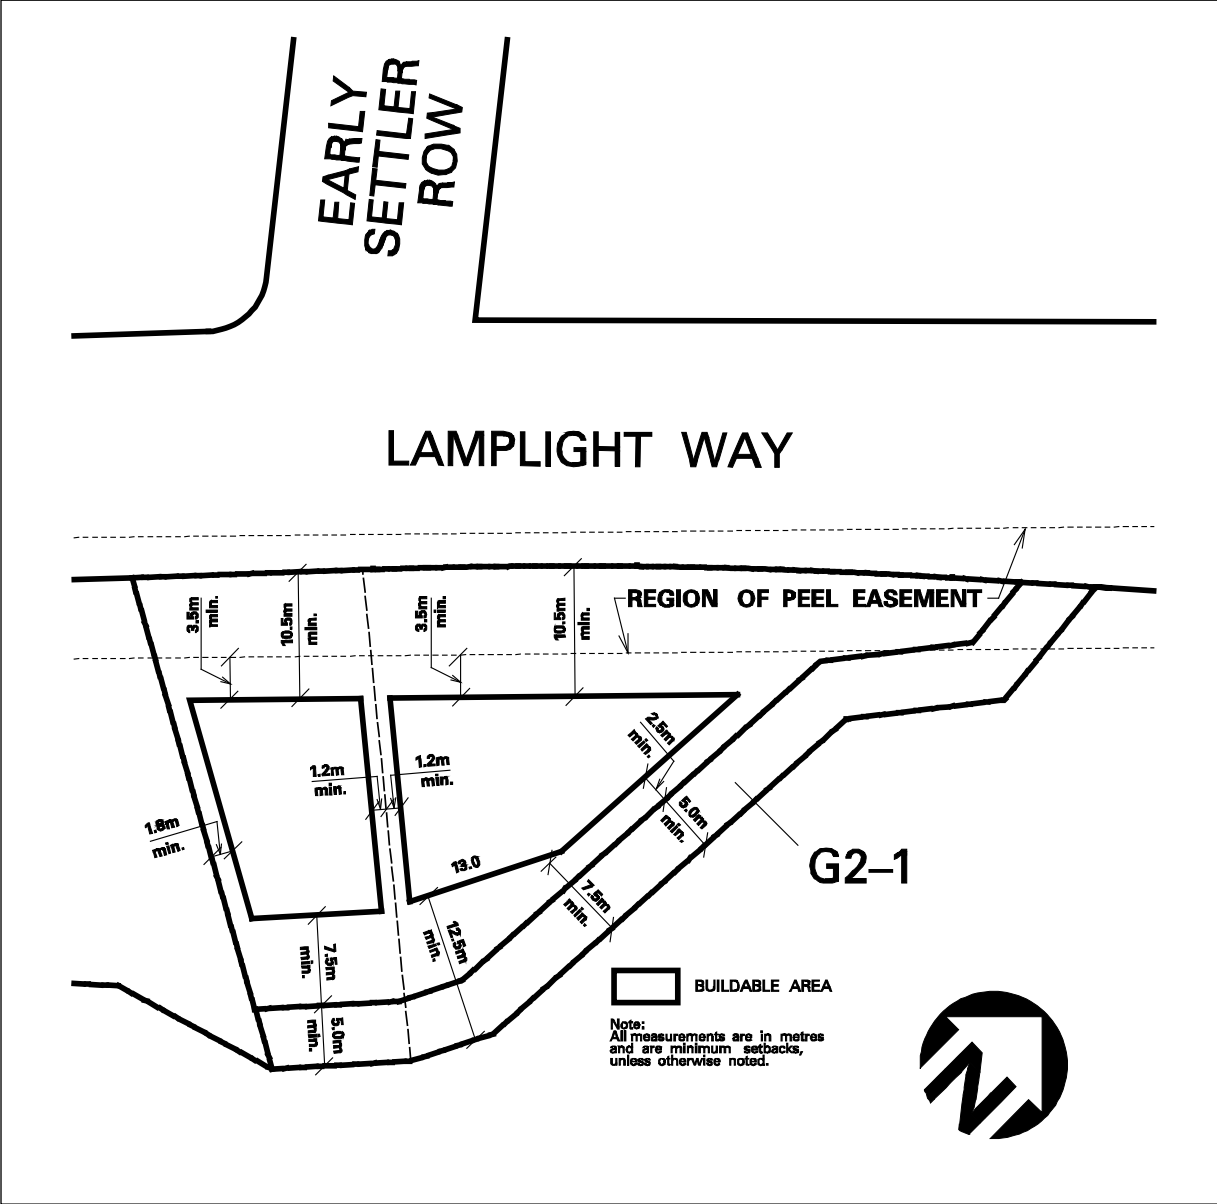 EARLY
SETTLER
ROW
LAMPLIGHT WAY
3.5m
min.
10.5m
min.
3.5m
min.
10.5m
min.
REGION OF PEEL EASEMENT
2.5m
min.
1.2m
min.
1.2m
min.
5.0m
min.
1.8m
min.
G2–1
13.0
7.5m
min.
12.5m
min.
7.5m
min.
5.0m
min.
BUILDABLE AREA
Note:
All measurements are in metres
and are minimum setbacks,
unless otherwise noted.
N